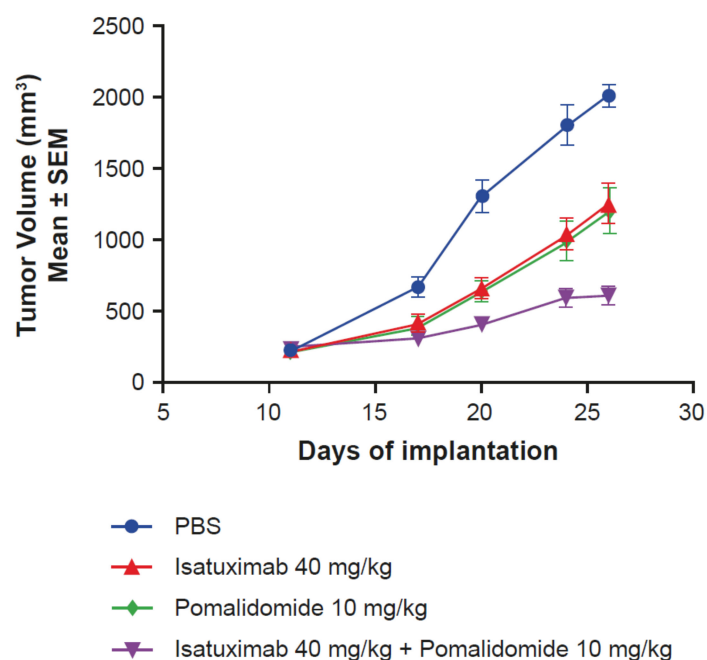 2500
2000
1500
1000
500
0
Tumor Volume (mm³)
Mean ± SEM
5 10 15 20 25 30
Days of implantation
PBS
Isatuximab 40 mg/kg
Pomalidomide 10 mg/kg
Isatuximab 40 mg/kg + Pomalidomide 10 mg/kg